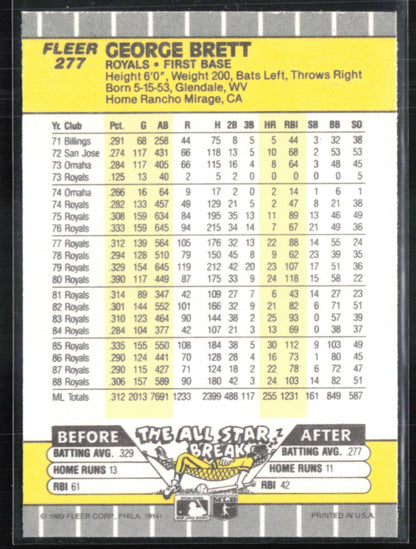 FLEER
277
GEORGE BRETT
ROYALS • FIRST BASE
Height 6'0", Weight 200, Bats Left, Throws Right
Born 5-15-53, Glendale, WV
Home Rancho Mirage, CA
Yr. Club Pct. G AB R H 2B 3B HR RBI SB BB SO
71 Billings .291 68 258 44 75 8 5 5 44 3 32 38
72 San Jose .274 117 431 66 118 13 5 10 68 2 53 53
73 Omaha .284 117 405 66 115 16 4 8 64 3 48 45
73 Royals .125 13 40 2 5 2 0 0 0 0 0 5
74 Omaha .266 16 64 9 17 2 0 2 14 1 6 1
74 Royals .282 133 457 49 129 21 5 2 47 8 21 38
75 Royals .308 159 634 84 195 35 13 11 89 13 46 49
76 Royals .333 159 645 94 215 34 14 7 67 21 49 36
77 Royals .312 139 564 105 176 32 13 22 88 14 55 24
78 Royals .294 128 510 79 150 45 8 9 62 23 39 35
79 Royals .329 154 645 119 212 42 20 23 107 17 51 36
80 Royals .390 117 449 87 175 33 9 24 118 15 58 22
81 Royals .314 89 347 42 109 27 7 6 43 14 27 23
82 Royals .301 144 552 101 166 32 9 21 82 6 71 51
83 Royals .310 123 464 90 144 38 2 25 93 0 57 39
84 Royals .284 104 377 42 107 21 3 13 69 0 38 37
85 Royals .335 155 550 108 184 38 5 30 112 9 103 49
86 Royals .290 124 441 70 128 28 4 16 73 1 80 45
87 Royals .290 115 427 71 124 18 2 22 78 6 72 47
88 Royals .306 157 589 90 180 42 3 24 103 14 82 51
ML Totals .312 2013 7691 1233 2399 486 117 255 1231 161 849 587
BEFORE THE ALL STAR BREAK AFTER
BATTING AVG. .329 BATTING AVG. .277
HOME RUNS 13 HOME RUNS 11
RBI 61 RBI 42
© 1989 FLEER CORP., PHILA. 19141 PRINTED IN U.S.A.